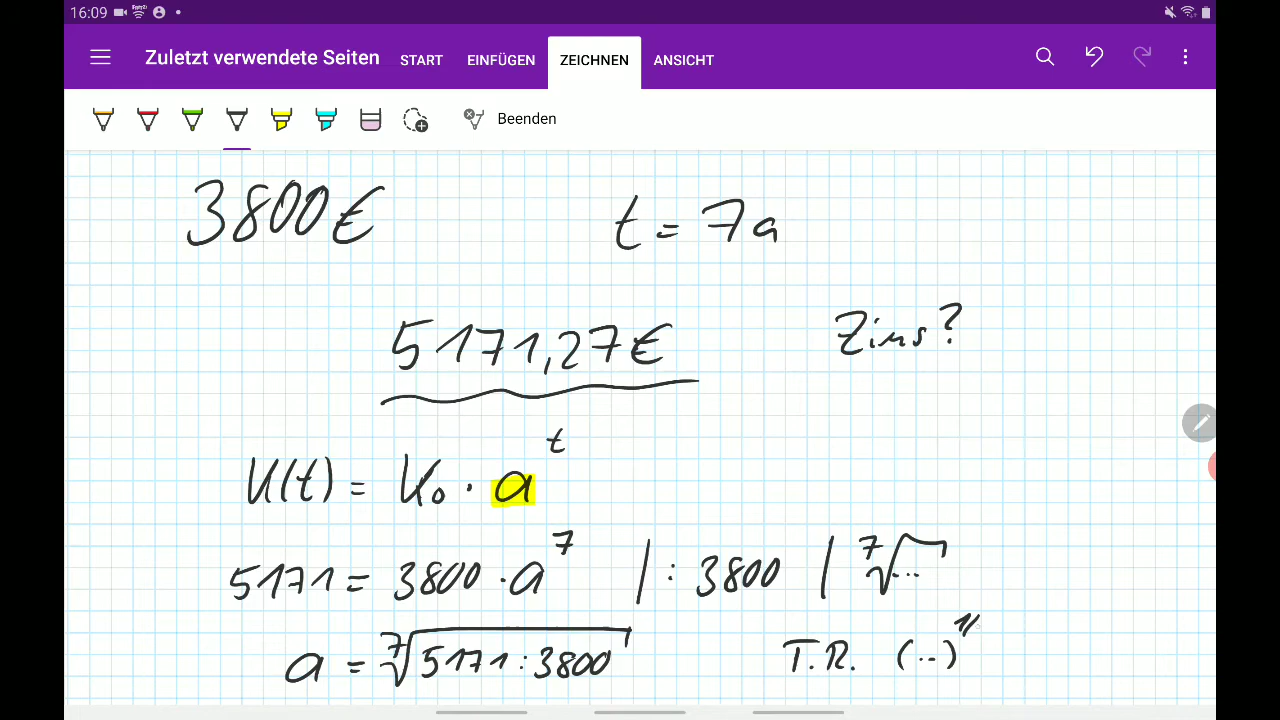 16:09
Zuletzt verwendete Seiten START EINFÜGEN ZEICHNEN ANSICHT
Beenden
3800€ t = 7a
5171,27€ Zins?
K(t) = K₀ · a^t
5171 = 3800 · a^7 | : 3800 | ⁷√...
a = ⁷√5171 : 3800 T.R. (..)^1/